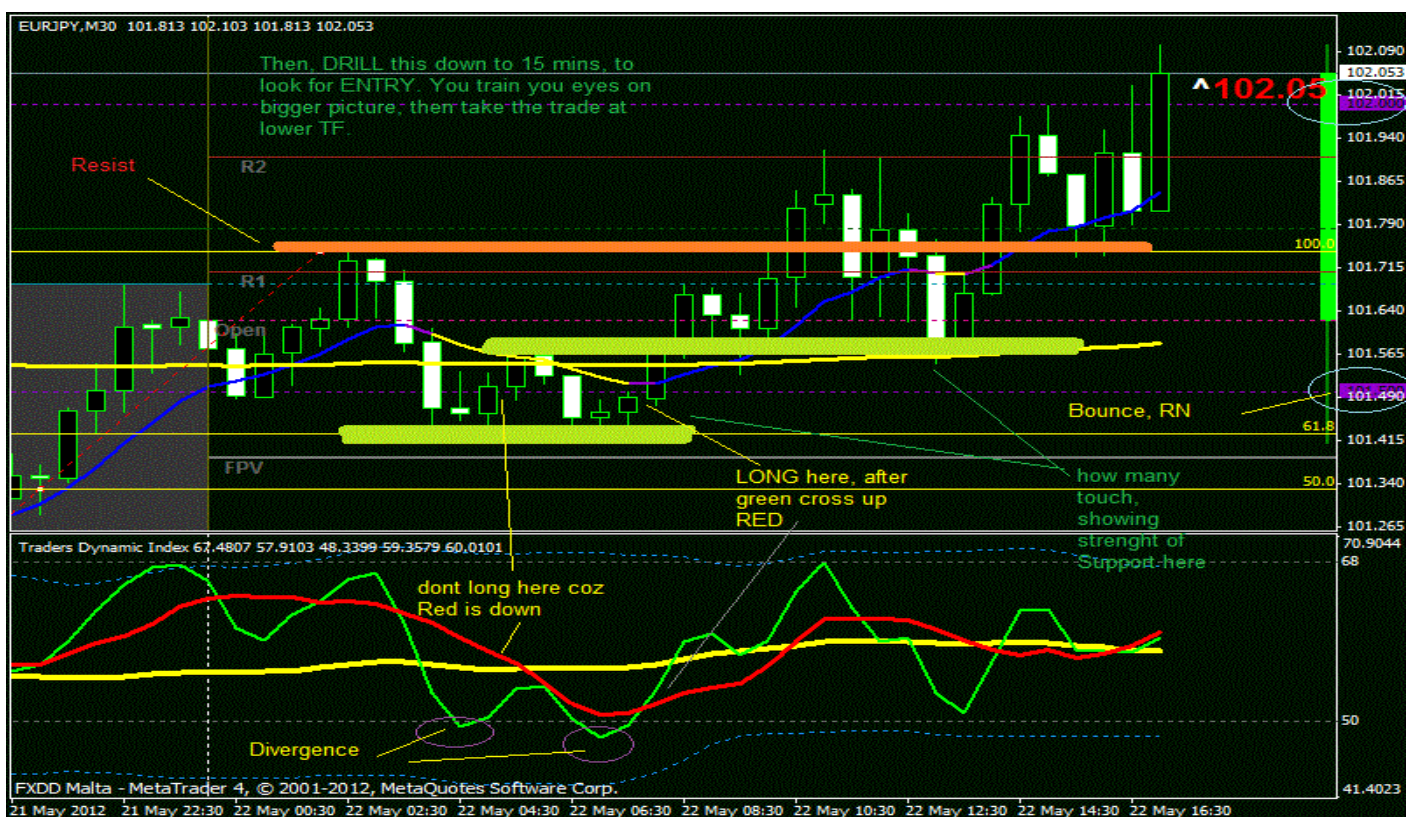 EURJPY,M30 101.813 102.103 101.813 102.053
Then, DRILL this down to 15 mins, to
look for ENTRY. You train you eyes on
bigger picture, then take the trade at
lower TF.
Resist
R2
^102.05
102.090
102.053
102.015
102.000
101.940
101.865
101.790
100.0
R1
101.715
101.640
Open
101.565
101.500
101.490
Bounce, RN
61.8
101.415
FPV
50.0
101.340
101.265
LONG here, after
green cross up
RED
how many
touch,
showing
strenght of
Support here
Traders Dynamic Index 67.4807 57.9103 48.3399 59.3579 60.0101
70.9044
68
dont long here coz
Red is down
50
Divergence
41.4023
FXDD Malta - MetaTrader 4, © 2001-2012, MetaQuotes Software Corp.
21 May 2012 21 May 22:30 22 May 00:30 22 May 02:30 22 May 04:30 22 May 06:30 22 May 08:30 22 May 10:30 22 May 12:30 22 May 14:30 22 May 16:30